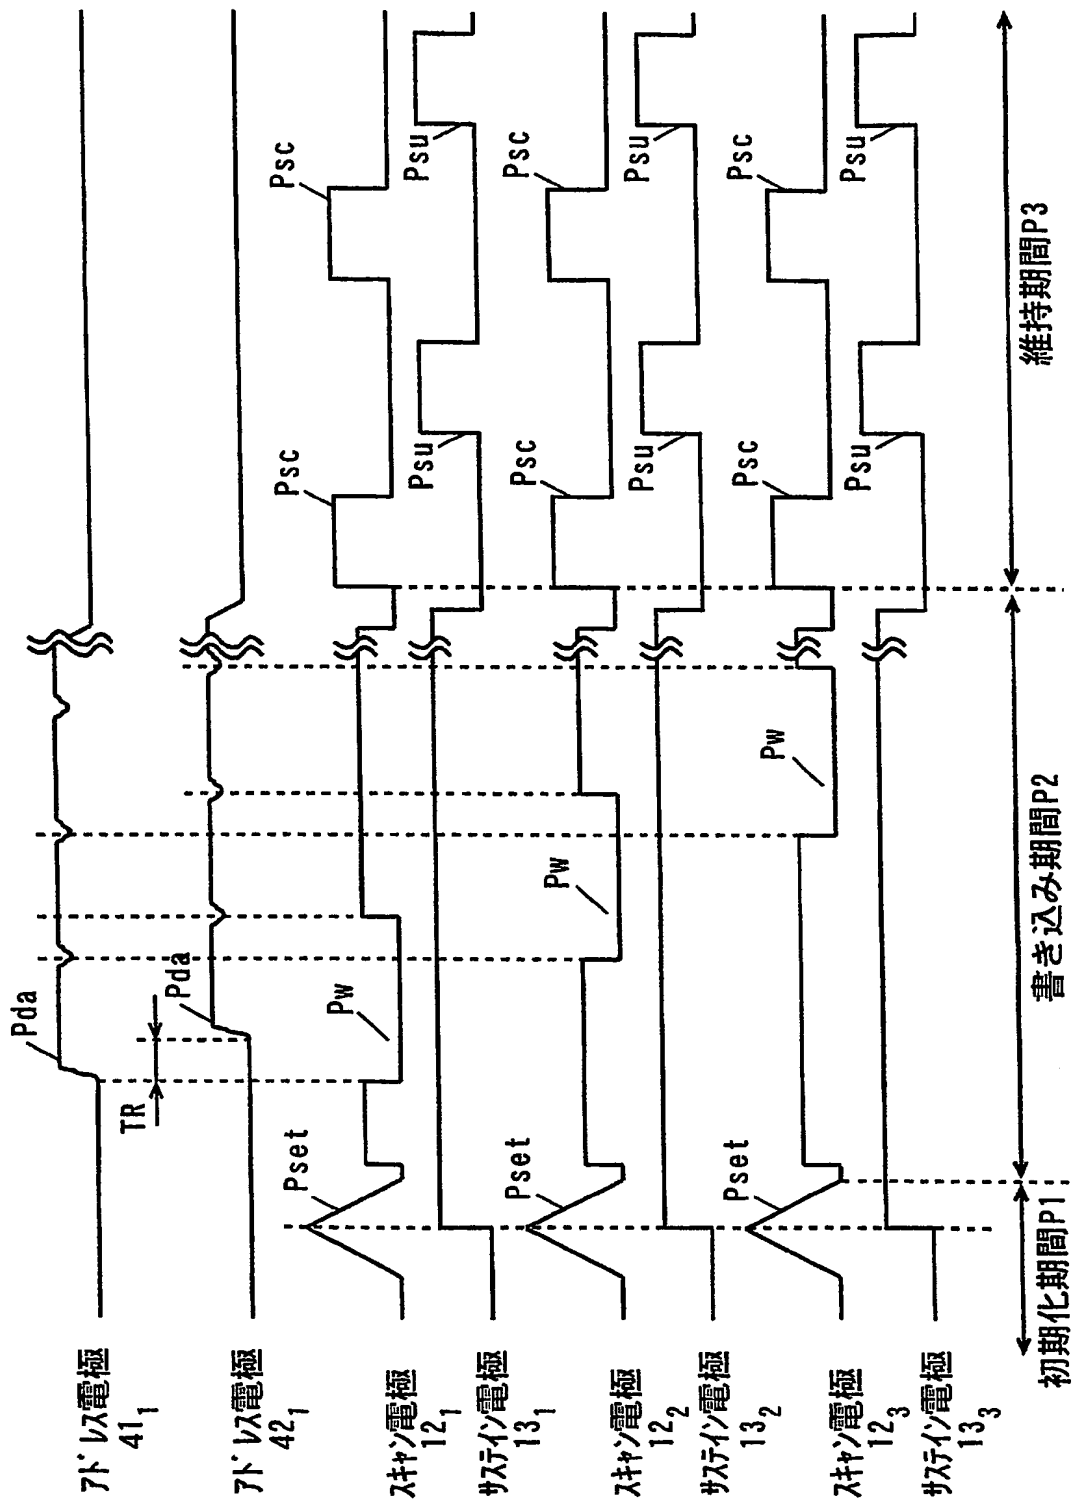 アドレス電極
41₁
Pda
TR
アドレス電極
42₁
Pda
スキャン電極
12₁
Pset
Pw
Psc
Psc
サステイン電極
13₁
Psu
Psu
スキャン電極
12₂
Pset
Pw
Psc
Psc
サステイン電極
13₂
Psu
Psu
スキャン電極
12₃
Pset
Pw
Psc
Psc
サステイン電極
13₃
Psu
Psu
初期化期間P1
書き込み期間P2
維持期間P3